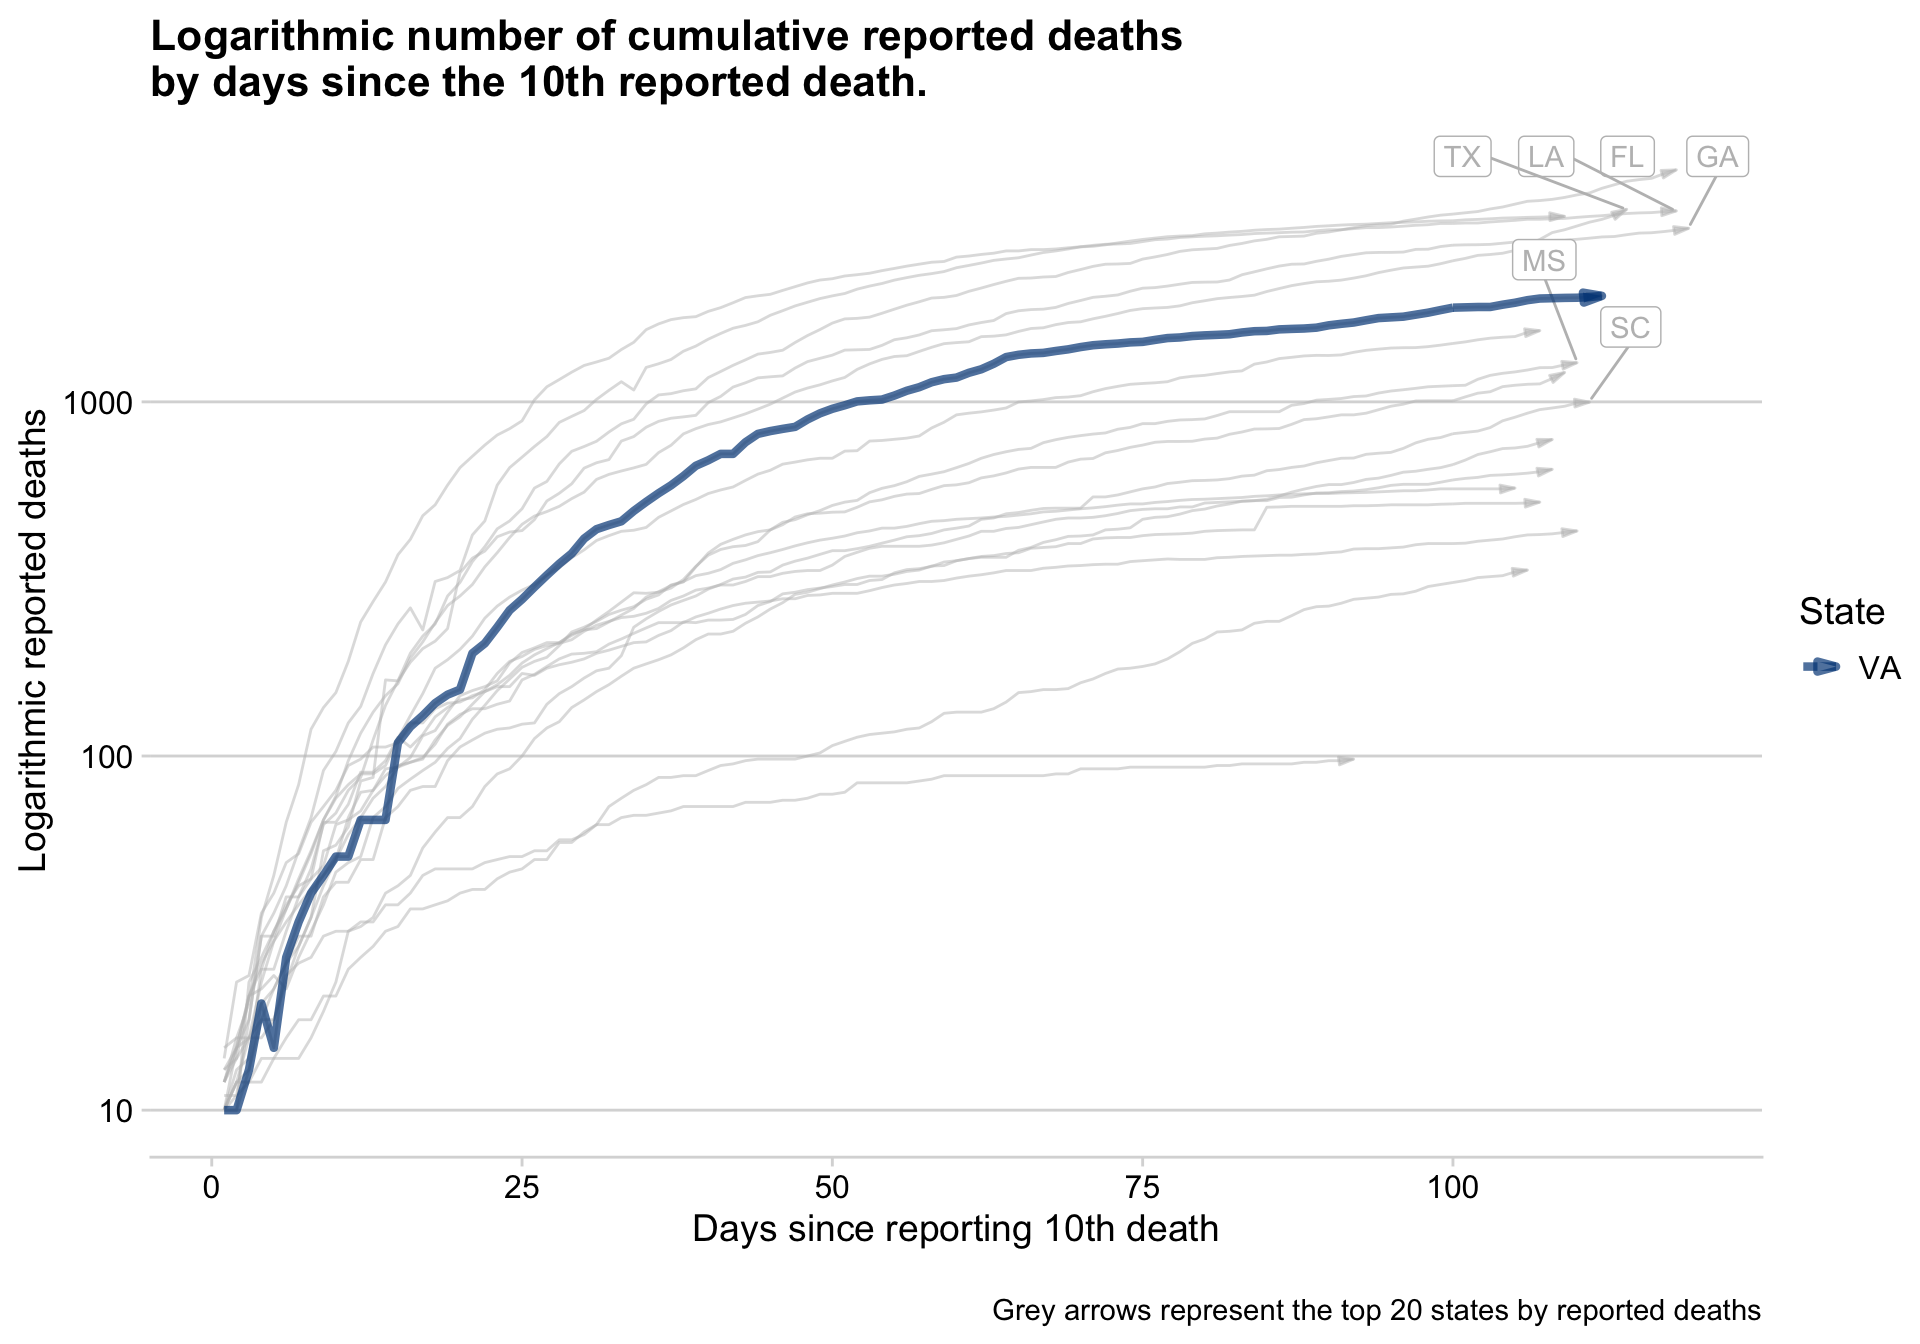 Logarithmic number of cumulative reported deaths
by days since the 10th reported death.
TX LA FL GA
MS
SC
1000
100
10
Logarithmic reported deaths
State
VA
0 25 50 75 100
Days since reporting 10th death
Grey arrows represent the top 20 states by reported deaths